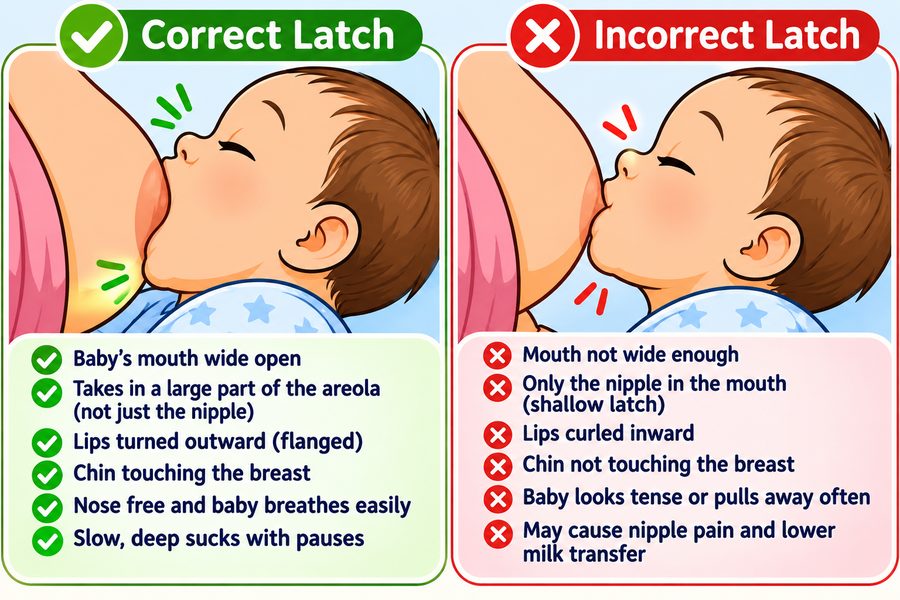 Correct Latch
Baby's mouth wide open
Takes in a large part of the areola
(not just the nipple)
Lips turned outward (flanged)
Chin touching the breast
Nose free and baby breathes easily
Slow, deep sucks with pauses
Incorrect Latch
Mouth not wide enough
Only the nipple in the mouth
(shallow latch)
Lips curled inward
Chin not touching the breast
Baby looks tense or pulls away often
May cause nipple pain and lower
milk transfer